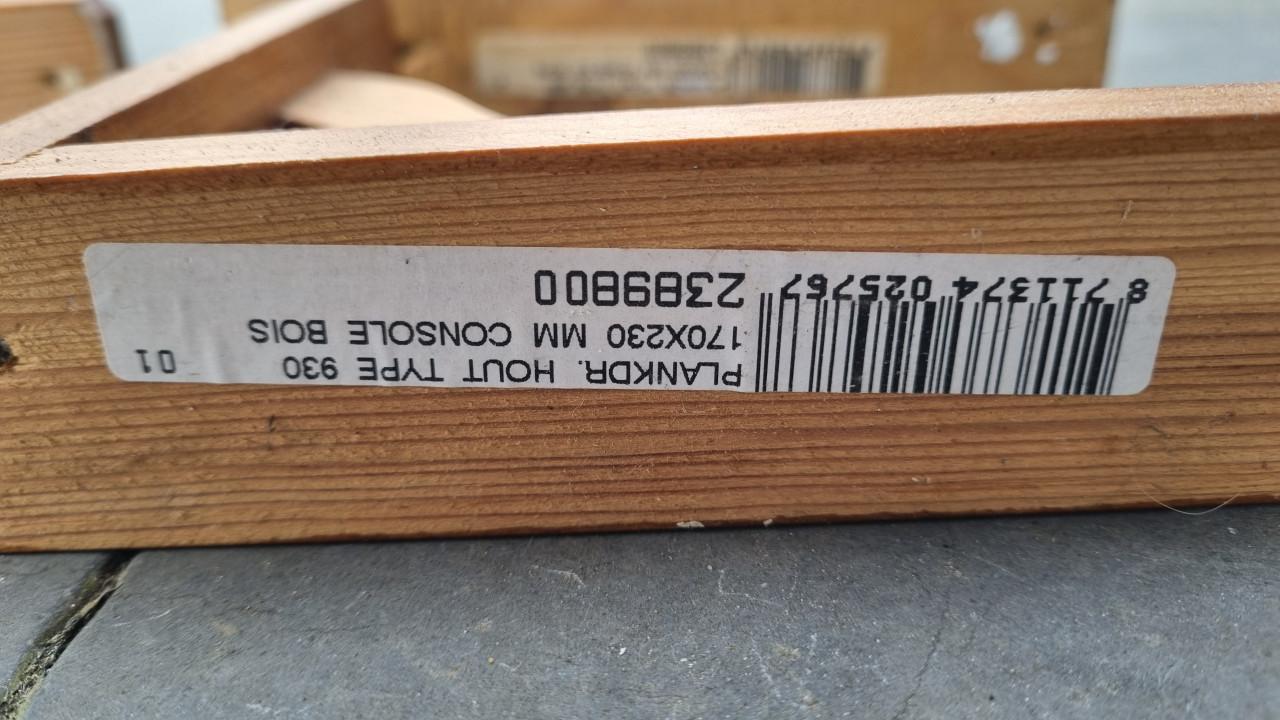 PLANKDR. HOUT TYPE 930 01
170X230 MM CONSOLE BOIS
2389800
8 711374 025767